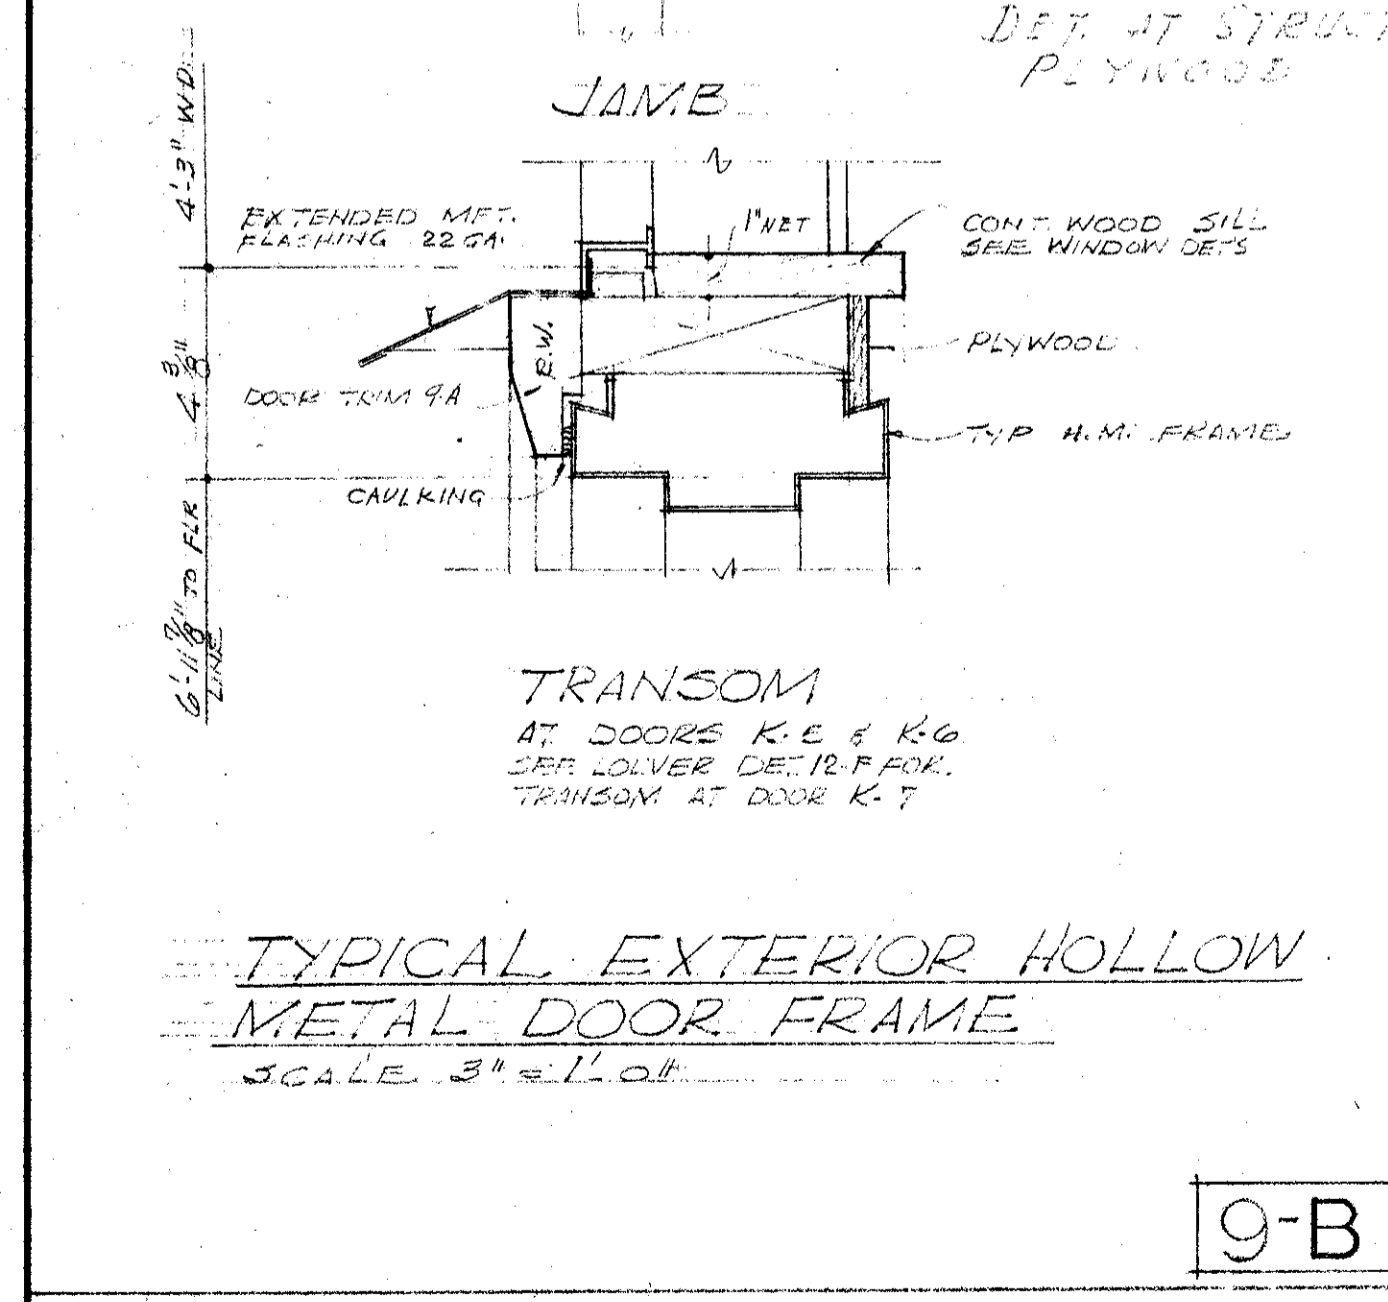 DET. AT STRUCT
PLYWOOD
JAMB
4'-3" WD.
EXTENDED MET.
FLASHING 22 GA.
1" NET
CONT. WOOD SILL
SEE WINDOW DETS
R.W.
PLYWOOD
4 3/8"
DOOR TRIM 9-A
TYP H.M. FRAME
CAULKING
6'-11 7/8" TO FLR
LINE
TRANSOM
AT DOORS & K-6
SEE LOUVER DET. 12-F FOR
TRANSOM AT DOOR K-7
TYPICAL EXTERIOR HOLLOW
METAL DOOR FRAME
SCALE 3" = 1'-0"
9-B